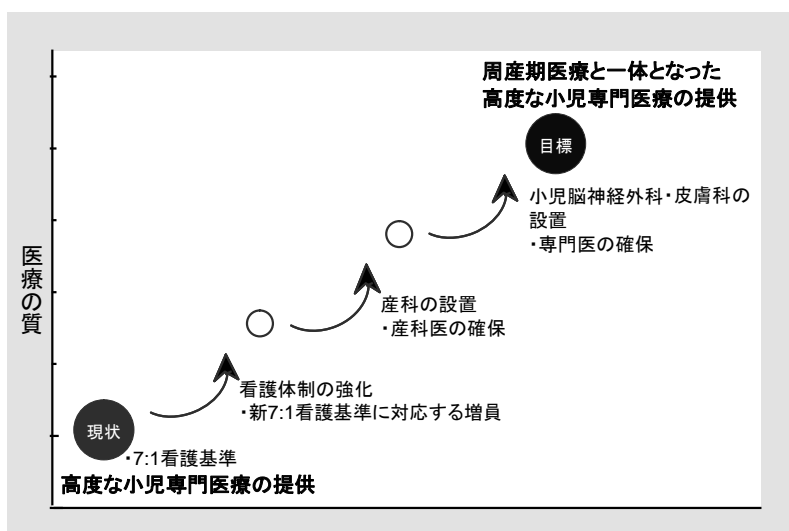 周産期医療と一体となった
高度な小児専門医療の提供
目標
小児脳神経外科・皮膚科の
設置
・専門医の確保
医療の質
産科の設置
・産科医の確保
看護体制の強化
・新7:1看護基準に対応する増員
現状
・7:1看護基準
高度な小児専門医療の提供